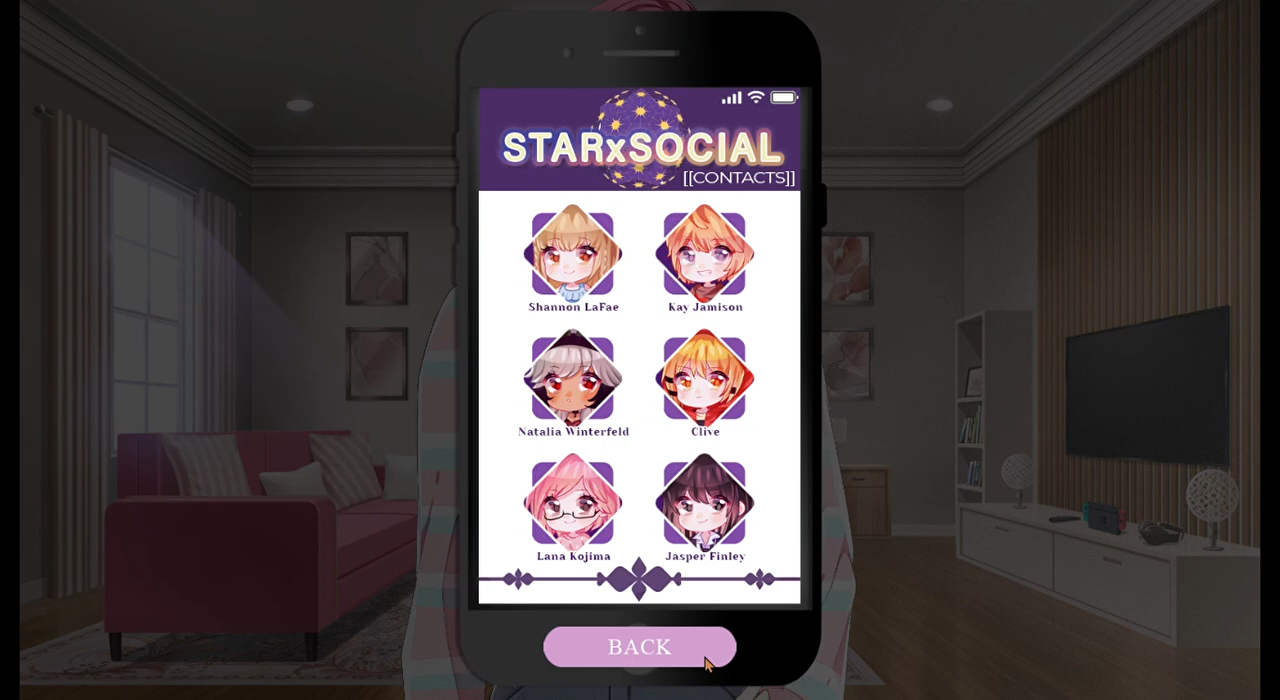 STARxSOCIAL
[[CONTACTS]]
Shannon LaFae
Kay Jamison
Natalia Winterfeld
Clive
Lana Kojima
Jasper Finley
BACK